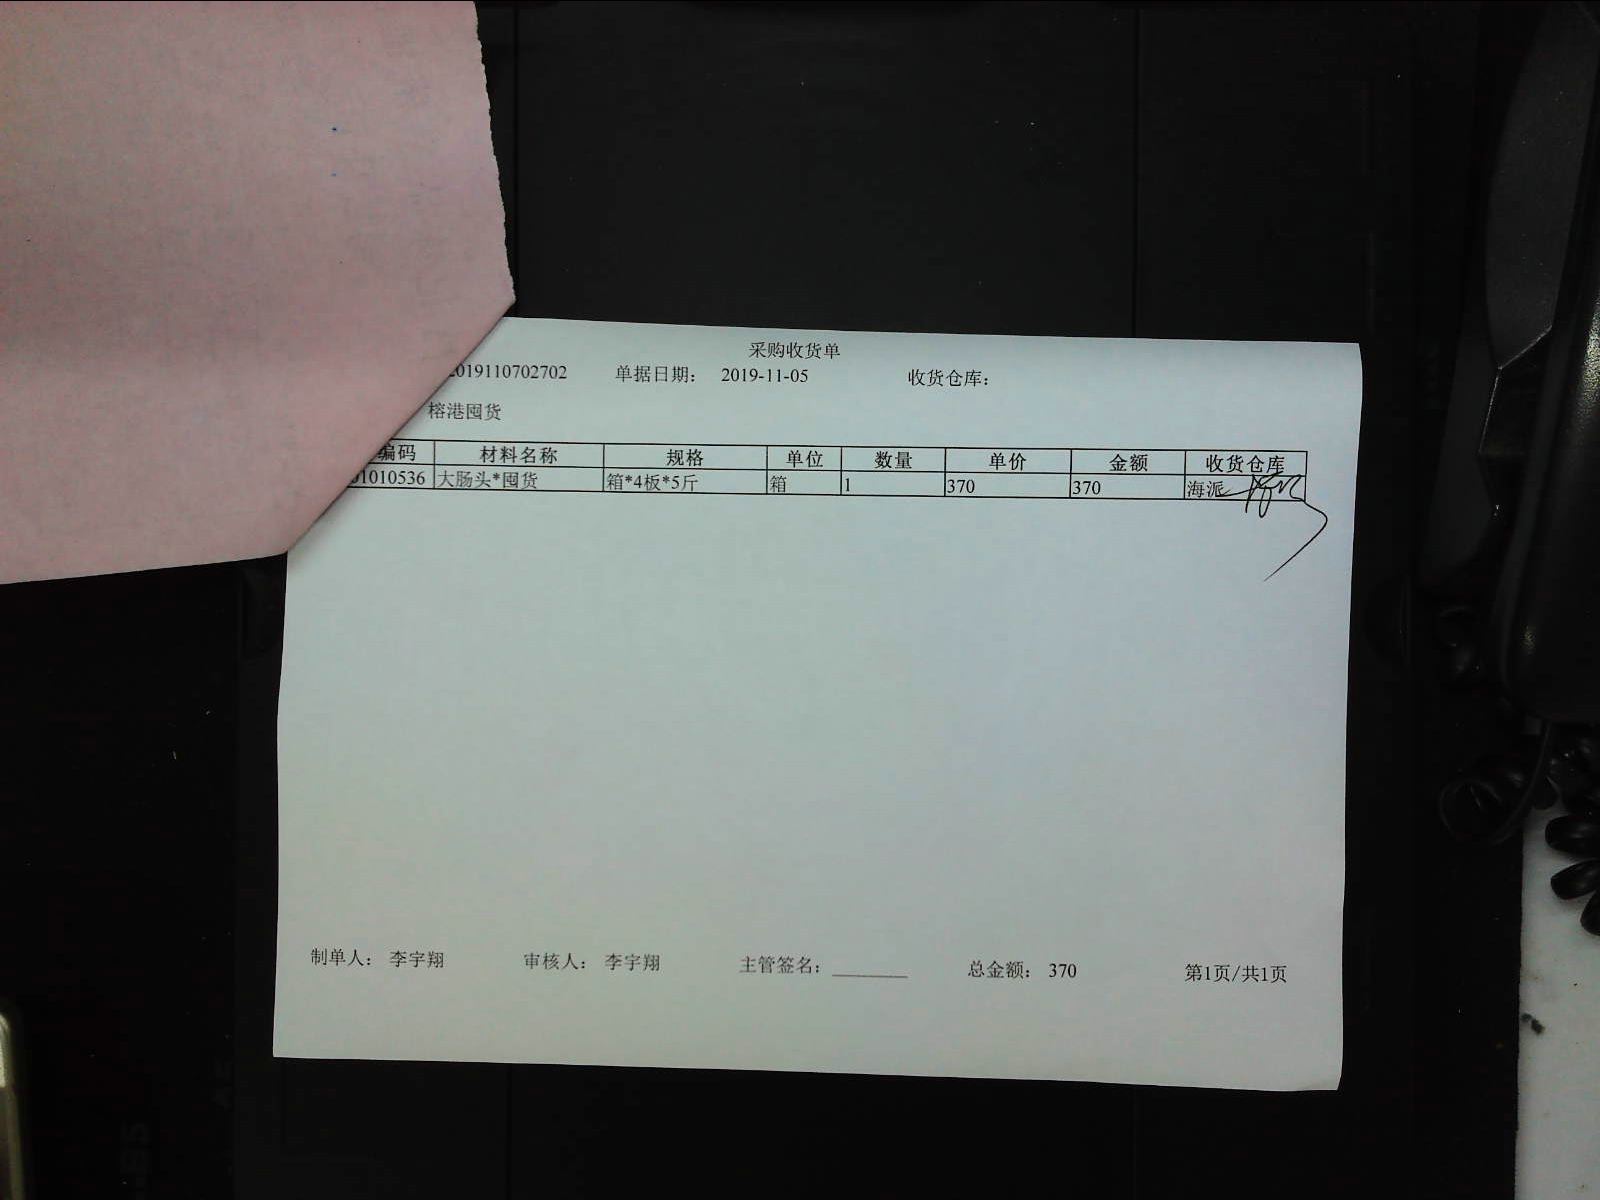 采购收货单
2019110702702 单据日期: 2019-11-05 收货仓库:
榕港囤货
编码 材料名称 规格 单位 数量 单价 金额 收货仓库
01010536 大肠头*囤货 箱*4板*5斤 箱 1 370 370 海派
制单人: 李宇翔 审核人: 李宇翔 主管签名: 总金额: 370 第1页/共1页